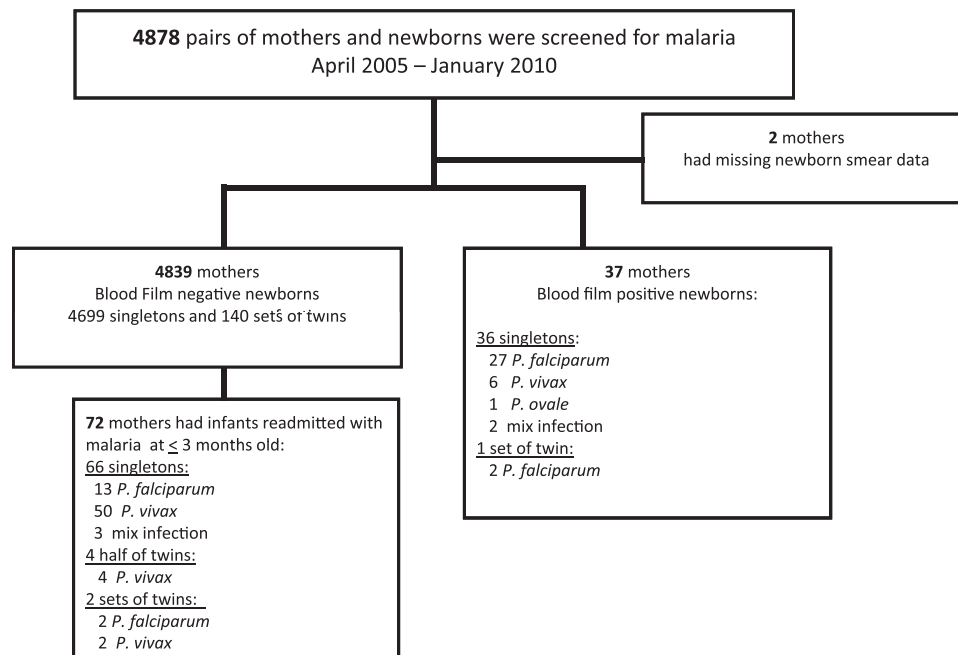 4878 pairs of mothers and newborns were screened for malaria
April 2005 – January 2010
2 mothers
had missing newborn smear data
4839 mothers
Blood Film negative newborns
4699 singletons and 140 sets of twins
37 mothers
Blood film positive newborns:
36 singletons:
27 P. falciparum
6 P. vivax
1 P. ovale
2 mix infection
1 set of twin:
2 P. falciparum
72 mothers had infants readmitted with
malaria at ≤ 3 months old:
66 singletons:
13 P. falciparum
50 P. vivax
3 mix infection
4 half of twins:
4 P. vivax
2 sets of twins:
2 P. falciparum
2 P. vivax